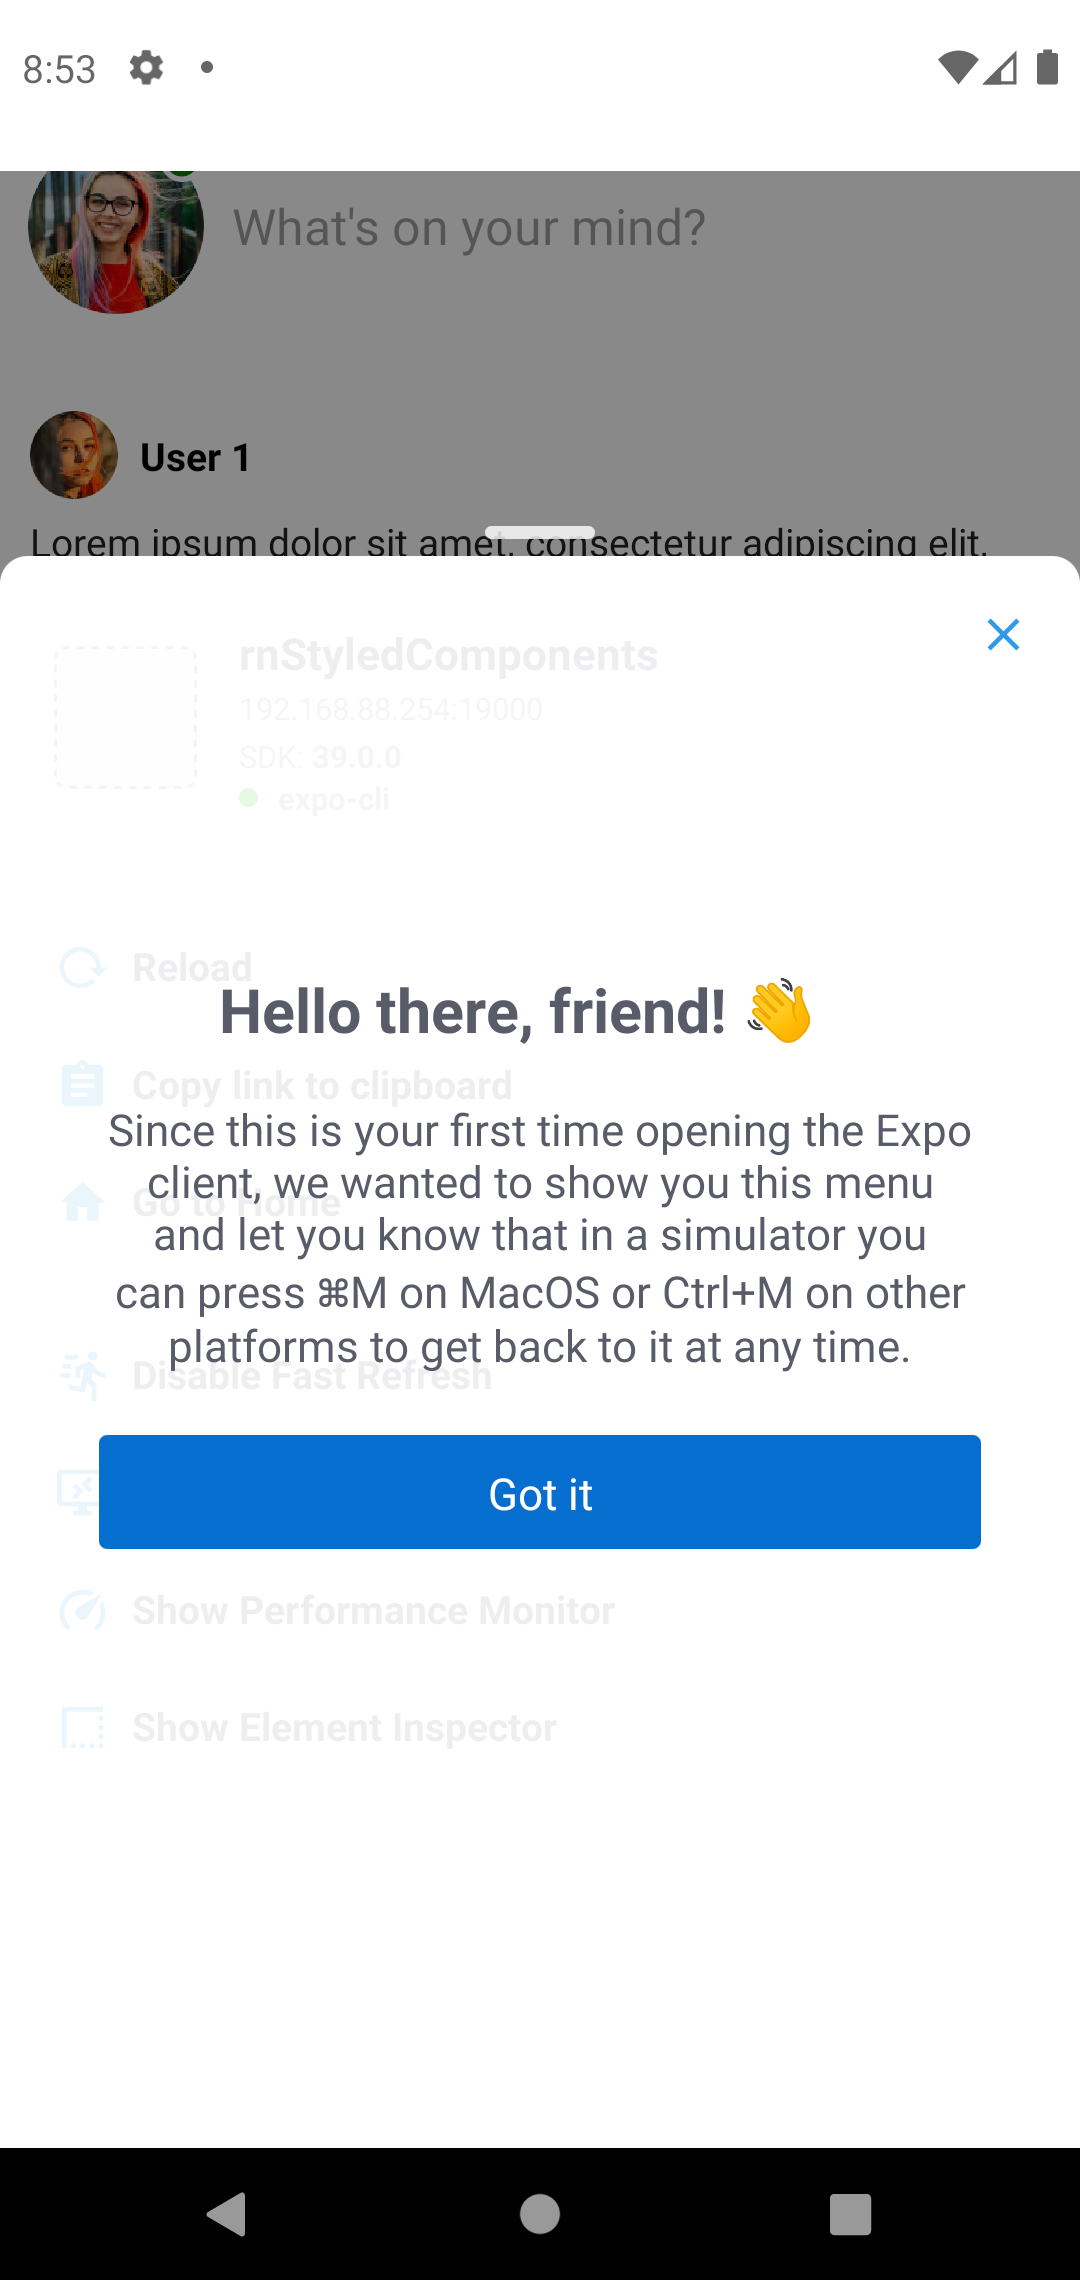 8:53
What's on your mind?
User 1
Lorem ipsum dolor sit amet, consectetur adipiscing elit.
rnStyledComponents
192.168.88.254:19000
SDK: 39.0.0
expo-cli
Reload
Hello there, friend! 👋
Copy link to clipboard
Since this is your first time opening the Expo
client, we wanted to show you this menu
Go to Home
and let you know that in a simulator you
can press ⌘M on MacOS or Ctrl+M on other
platforms to get back to it at any time.
Disable Fast Refresh
Got it
Show Performance Monitor
Show Element Inspector